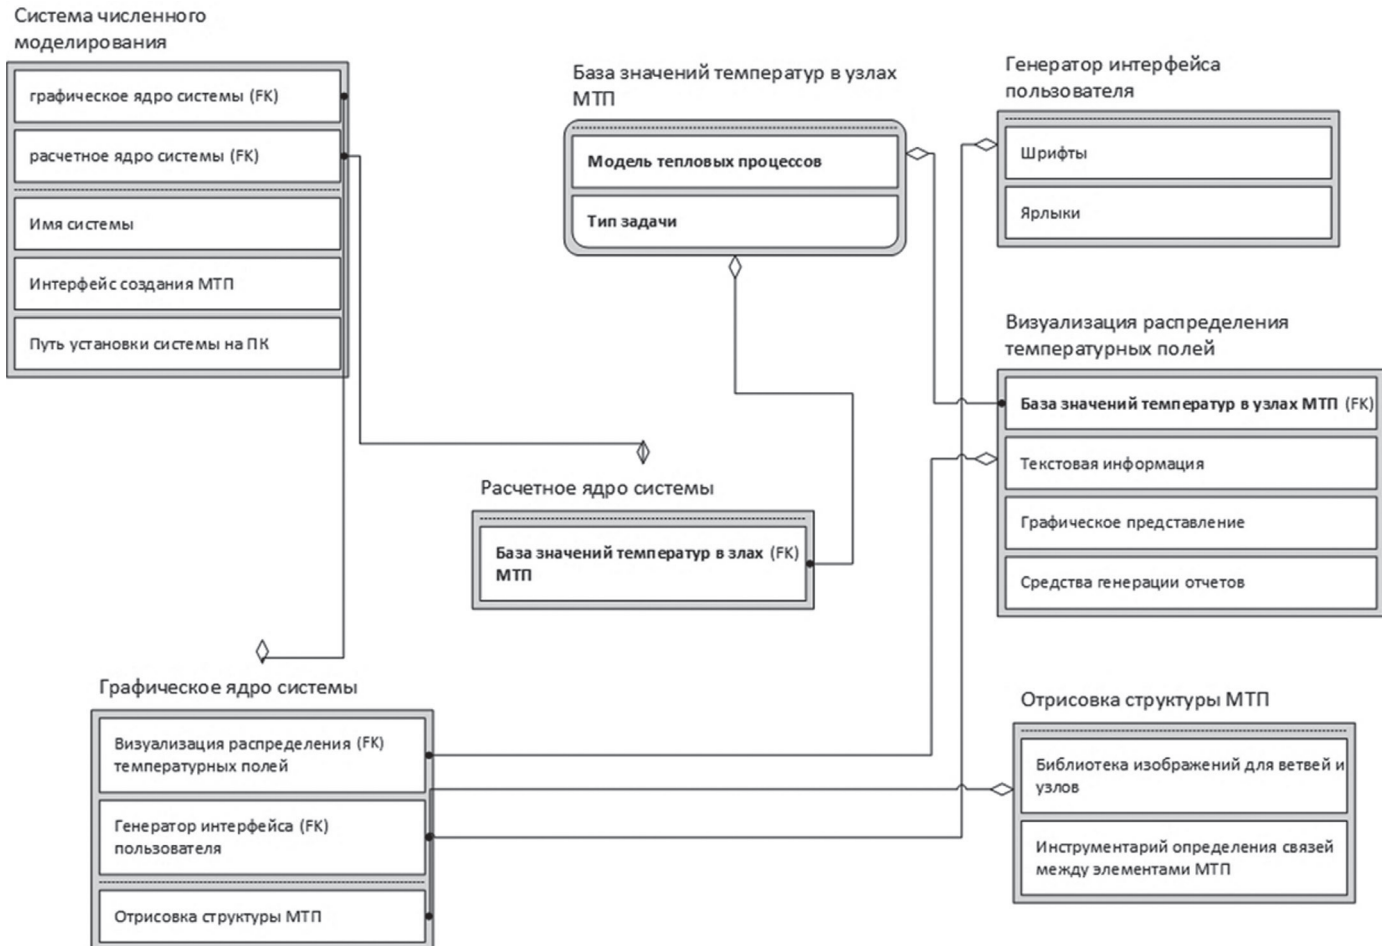 Система численного
моделирования
графическое ядро системы (FK)
расчетное ядро системы (FK)
Имя системы
Интерфейс создания МТП
Путь установки системы на ПК
База значений температур в узлах
МТП
Модель тепловых процессов
Тип задачи
Генератор интерфейса
пользователя
Шрифты
Ярлыки
Визуализация распределения
температурных полей
База значений температур в узлах МТП (FK)
Текстовая информация
Графическое представление
Средства генерации отчетов
Расчетное ядро системы
База значений температур в злах (FK)
МТП
Графическое ядро системы
Визуализация распределения (FK)
температурных полей
Генератор интерфейса (FK)
пользователя
Отрисовка структуры МТП
Отрисовка структуры МТП
Библиотека изображений для ветвей и
узлов
Инструментарий определения связей
между элементами МТП